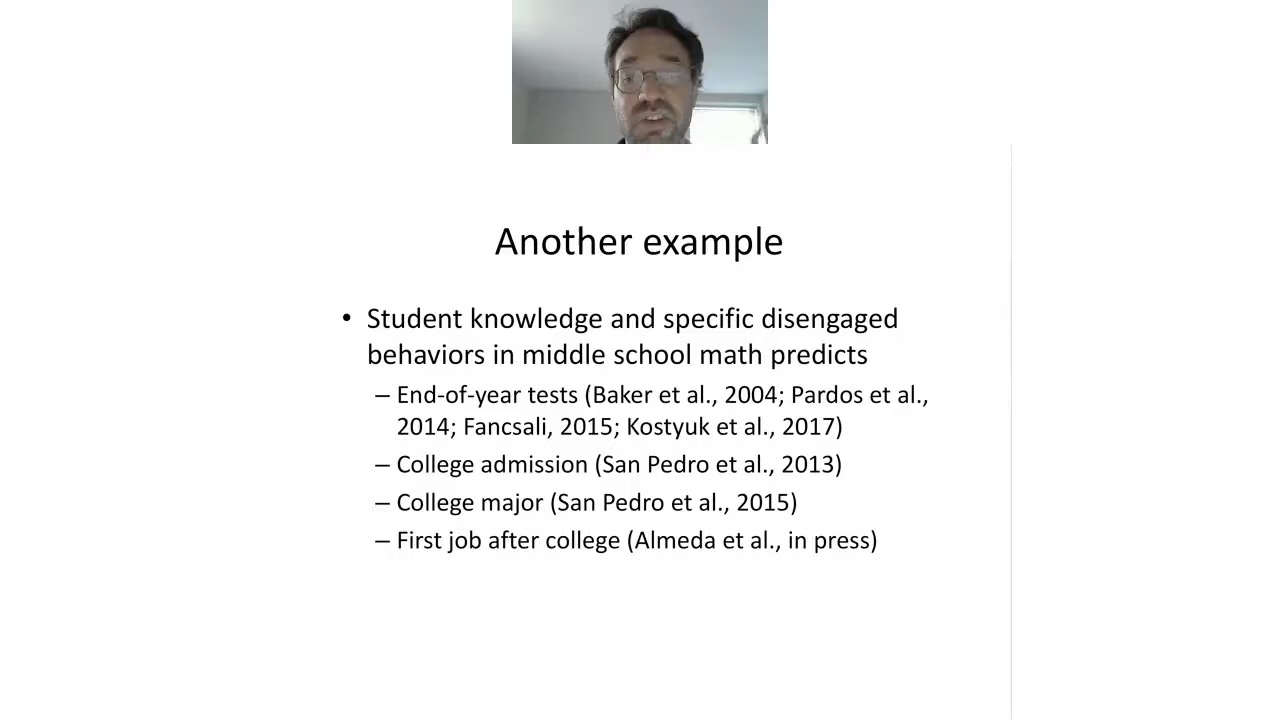 Another example
• Student knowledge and specific disengaged
behaviors in middle school math predicts
– End-of-year tests (Baker et al., 2004; Pardos et al.,
2014; Fancsali, 2015; Kostyuk et al., 2017)
– College admission (San Pedro et al., 2013)
– College major (San Pedro et al., 2015)
– First job after college (Almeda et al., in press)